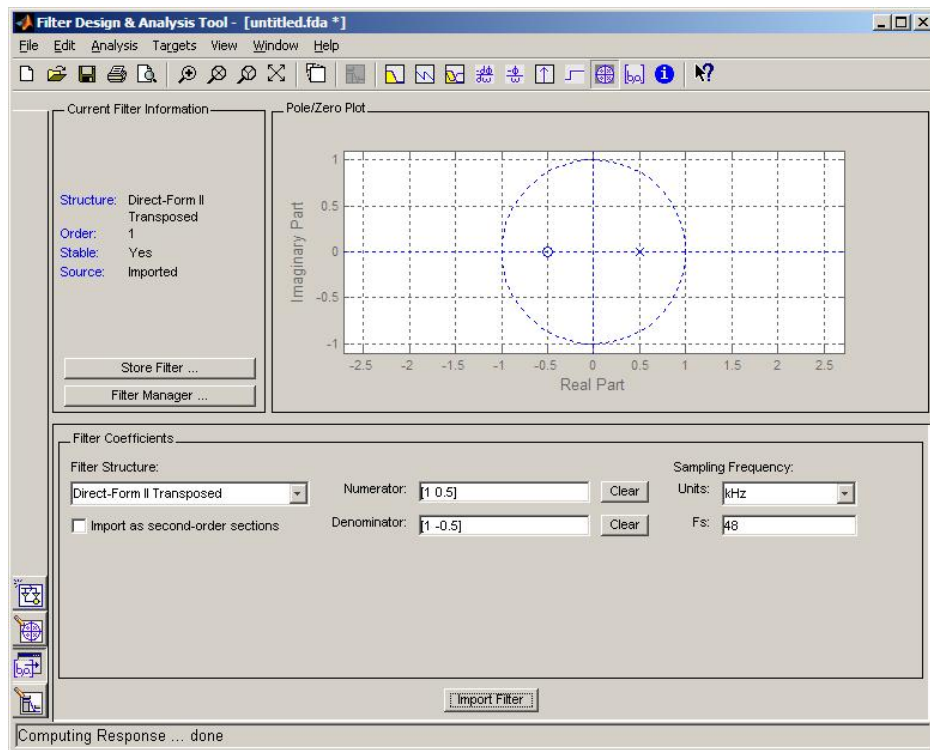 Filter Design & Analysis Tool - [untitled.fda *]
File Edit Analysis Targets View Window Help
Current Filter Information
Structure: Direct-Form II
Transposed
Order: 1
Stable: Yes
Source: Imported
Store Filter ...
Filter Manager ...
Pole/Zero Plot
Imaginary Part
1
0.5
0
-0.5
-1
-2.5 -2 -1.5 -1 -0.5 0 0.5 1 1.5 2 2.5
Real Part
Filter Coefficients
Filter Structure:
Direct-Form II Transposed
Import as second-order sections
Numerator: [1 0.5] Clear
Denominator: [1 -0.5] Clear
Sampling Frequency:
Units: kHz
Fs: 48
Import Filter
Computing Response ... done